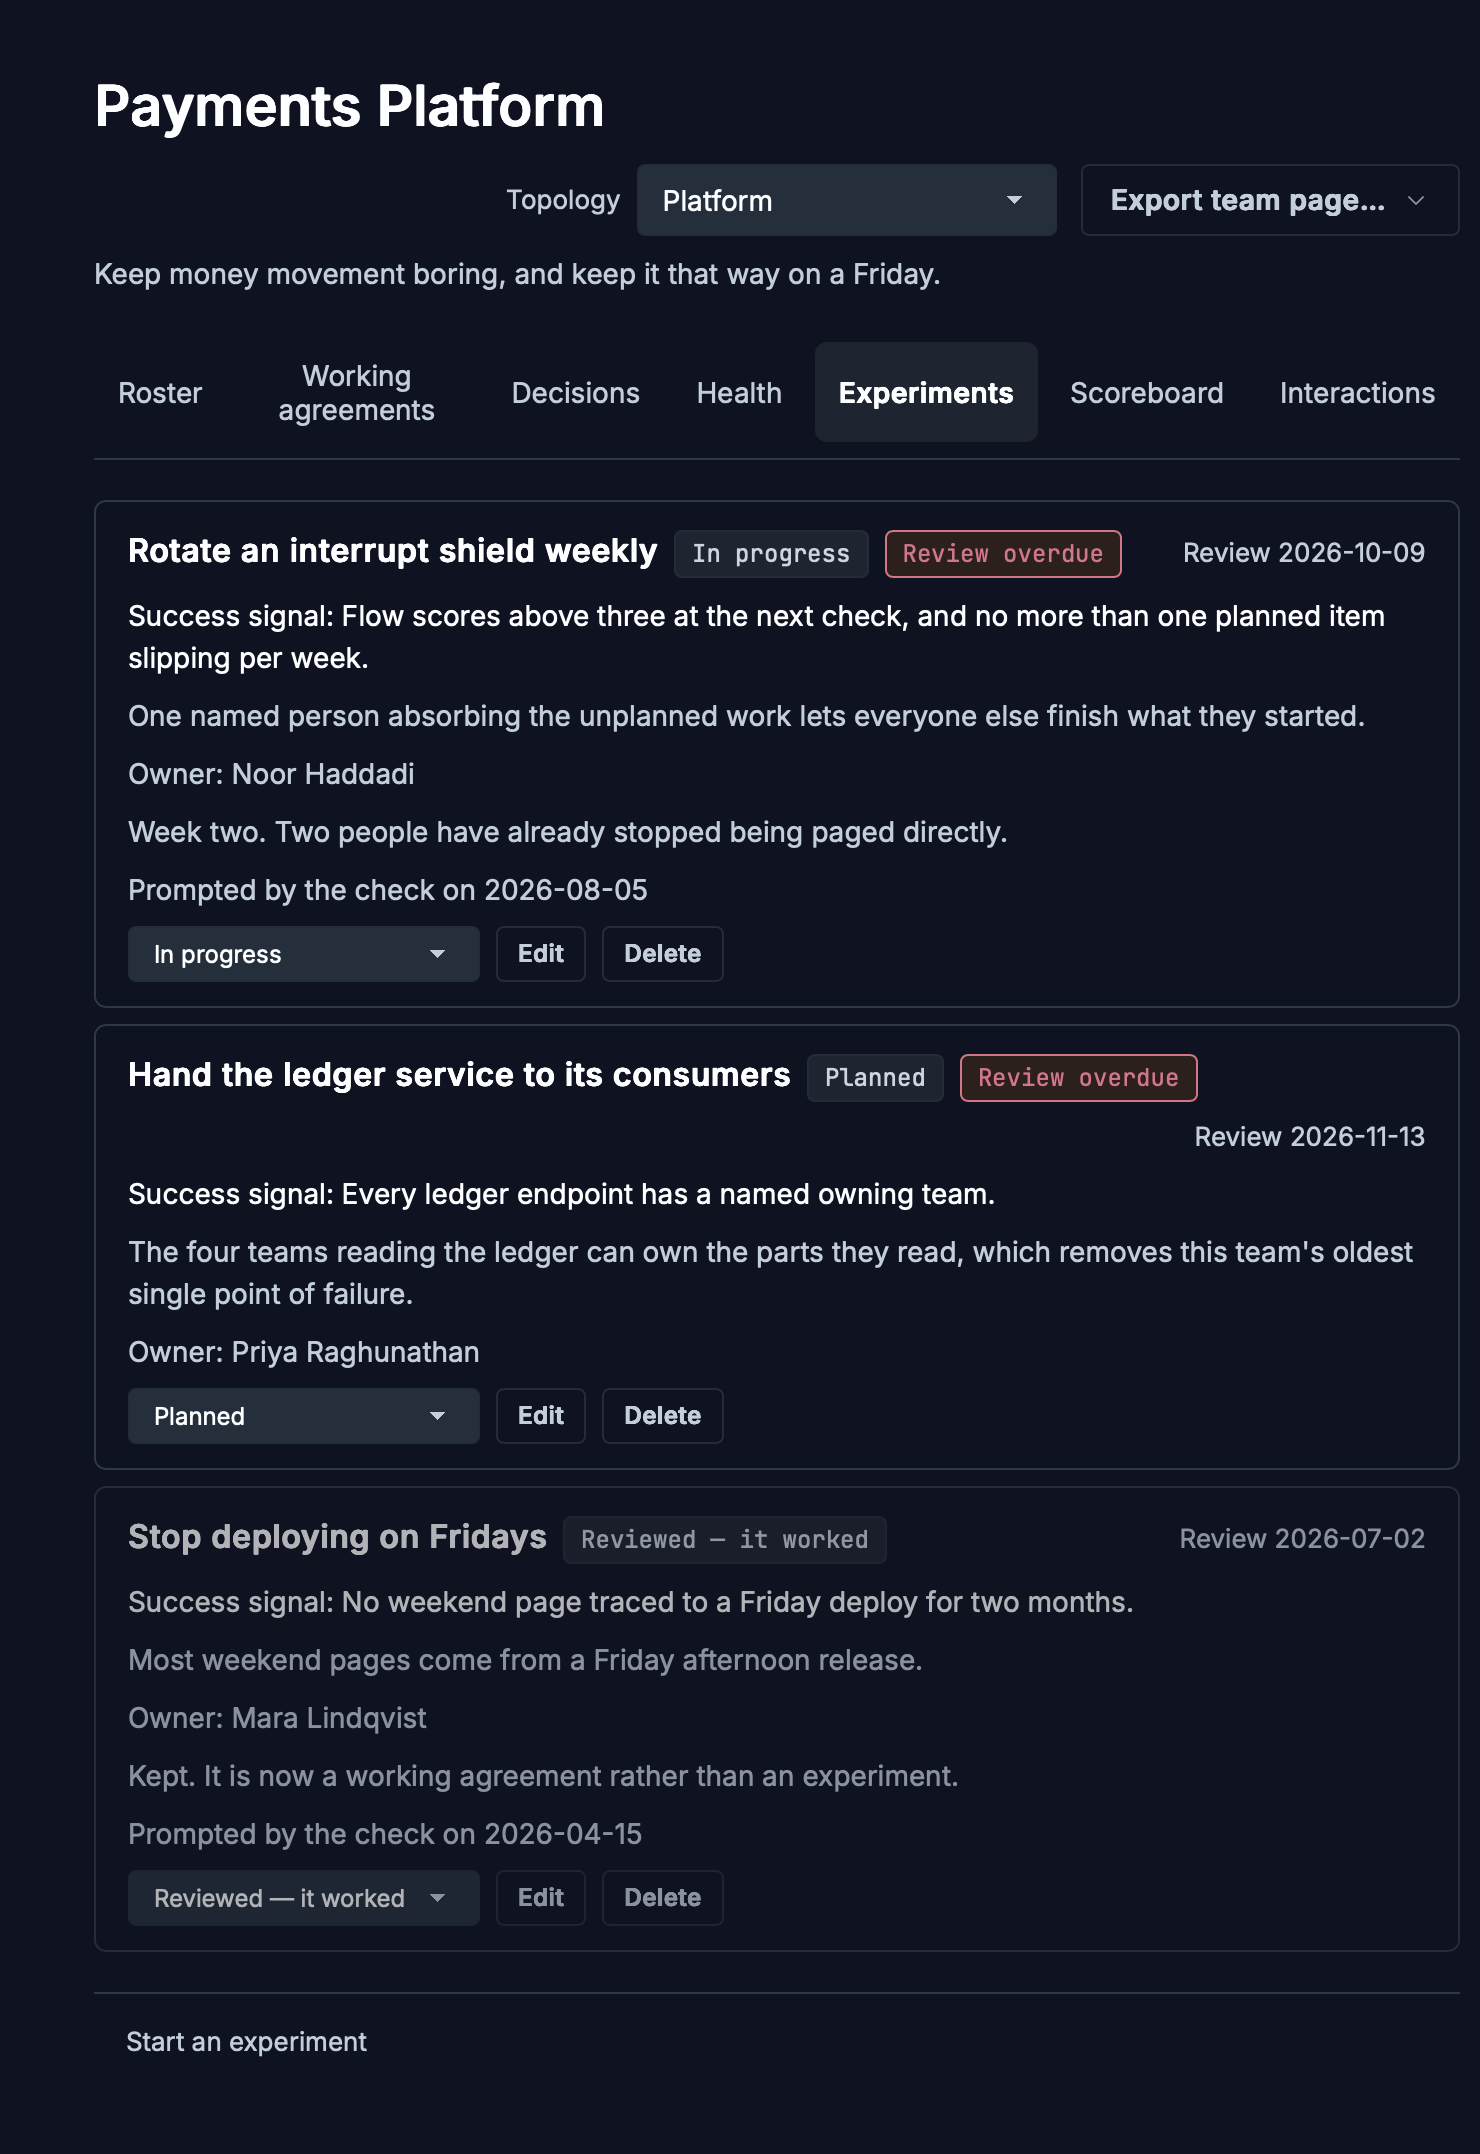 Payments Platform
Topology
Platform
Export team page...
Keep money movement boring, and keep it that way on a Friday.
Roster
Working
agreements
Decisions
Health
Experiments
Scoreboard
Interactions
Rotate an interrupt shield weekly
In progress
Review overdue
Review 2026-10-09
Success signal: Flow scores above three at the next check, and no more than one planned item
slipping per week.
One named person absorbing the unplanned work lets everyone else finish what they started.
Owner: Noor Haddadi
Week two. Two people have already stopped being paged directly.
Prompted by the check on 2026-08-05
In progress
Edit
Delete
Hand the ledger service to its consumers
Planned
Review overdue
Review 2026-11-13
Success signal: Every ledger endpoint has a named owning team.
The four teams reading the ledger can own the parts they read, which removes this team's oldest
single point of failure.
Owner: Priya Raghunathan
Planned
Edit
Delete
Stop deploying on Fridays
Reviewed — it worked
Review 2026-07-02
Success signal: No weekend page traced to a Friday deploy for two months.
Most weekend pages come from a Friday afternoon release.
Owner: Mara Lindqvist
Kept. It is now a working agreement rather than an experiment.
Prompted by the check on 2026-04-15
Reviewed — it worked
Edit
Delete
Start an experiment